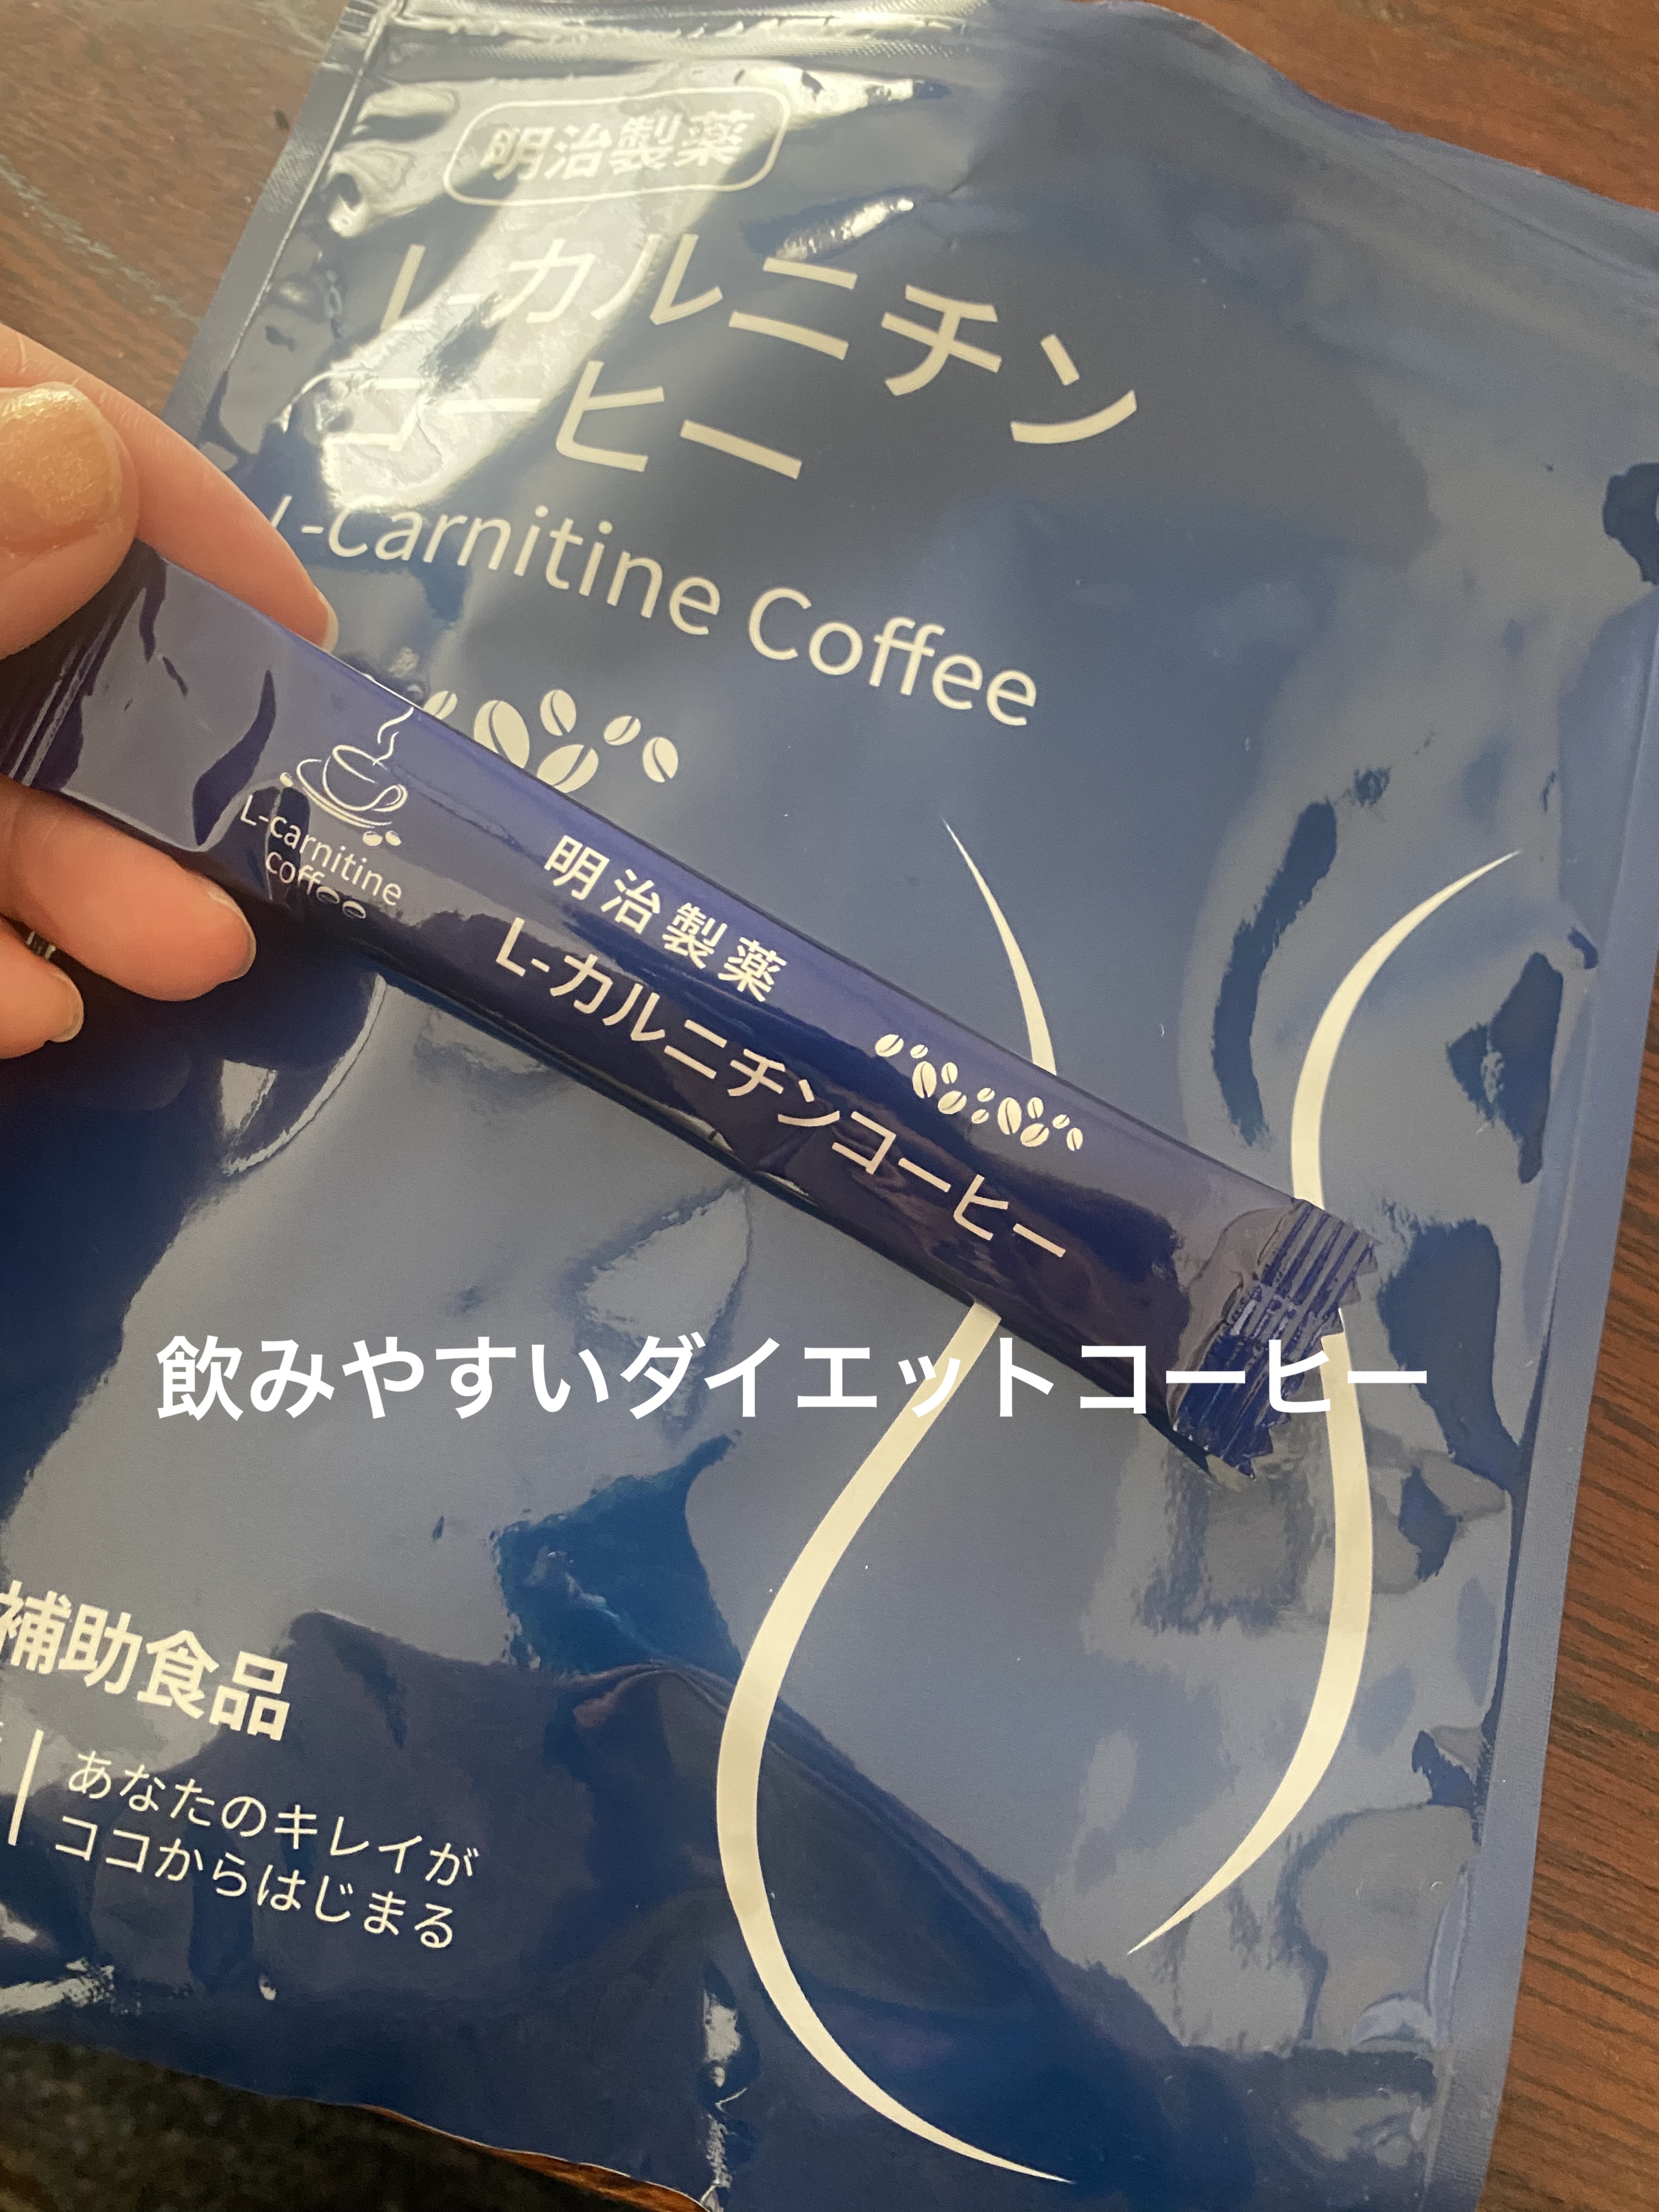 明治製薬
L-カルニチン
コーヒー
L-Carnitine Coffee
L-carnitine
coffee
明治製薬
L-カルニチンコーヒー
飲みやすいダイエットコーヒー
補助食品
あなたのキレイが
ココからはじまる